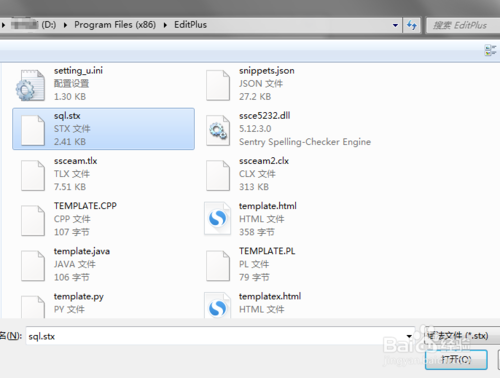 (D:) ▸ Program Files (x86) ▸ EditPlus
搜索 EditPlus
setting_u.ini
配置设置
1.30 KB
snippets.json
JSON 文件
27.2 KB
sql.stx
STX 文件
2.41 KB
ssce5232.dll
5.12.3.0
Sentry Spelling-Checker Engine
ssceam.tlx
TLX 文件
7.51 KB
ssceam2.clx
CLX 文件
313 KB
TEMPLATE.CPP
CPP 文件
107 字节
template.html
HTML 文件
358 字节
template.java
JAVA 文件
106 字节
TEMPLATE.PL
PL 文件
79 字节
template.py
PY 文件
templatex.html
HTML 文件
名(N): sql.stx
文件 (*.stx)
打开(O)